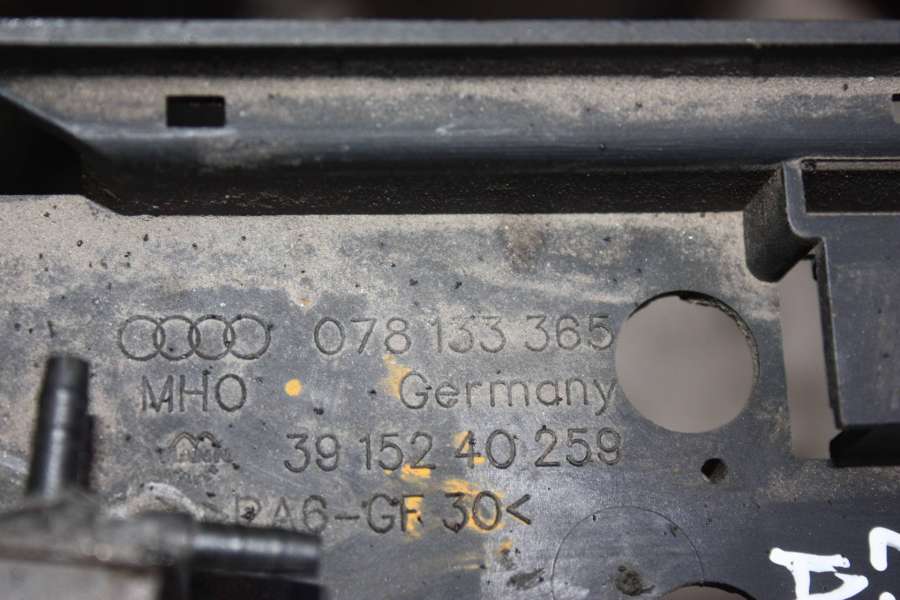 078 133 365
MHO Germany
39 152 40 259
>PA6-GF 30<